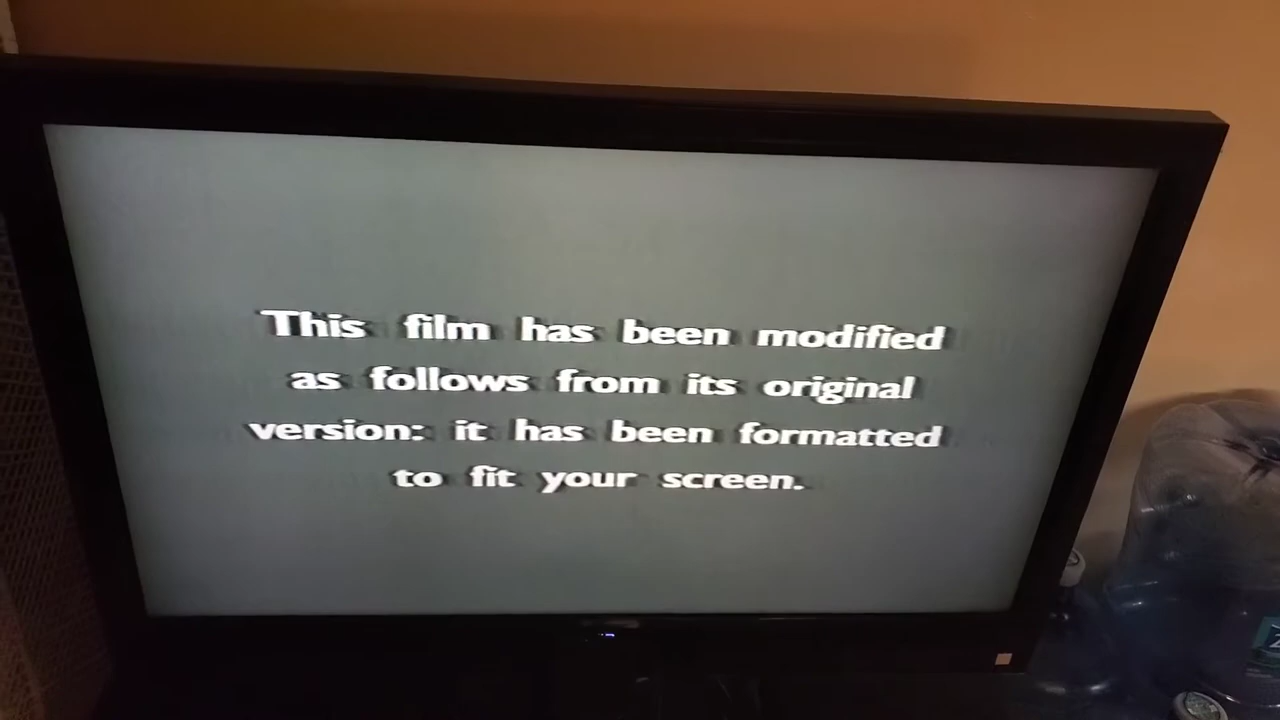 This film has been modified
as follows from its original
version: it has been formatted
to fit your screen.